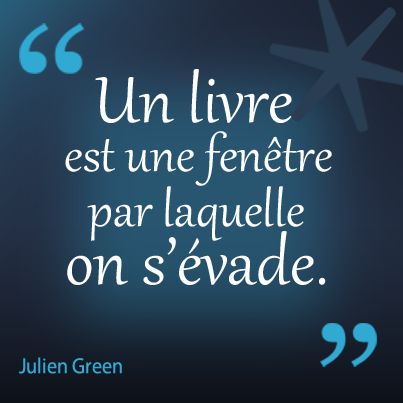 “
Un livre
est une fenêtre
par laquelle
on s’évade.
”
Julien Green